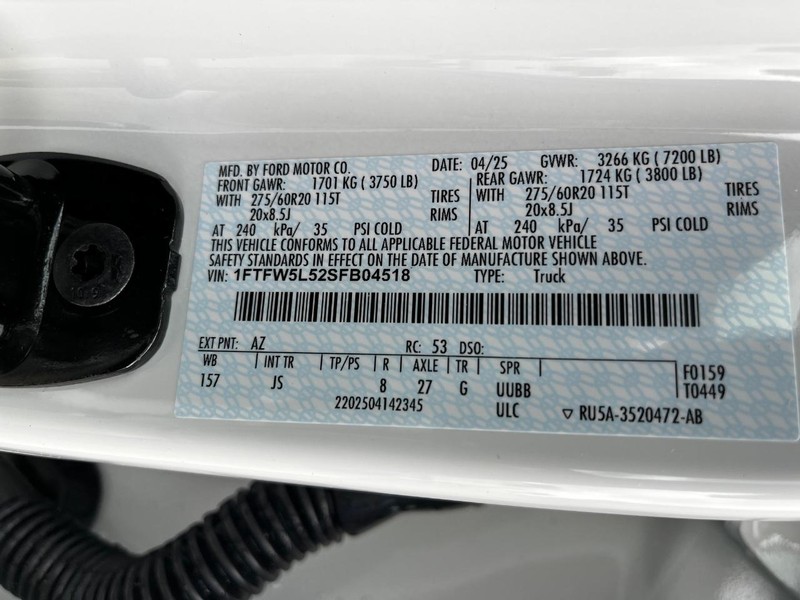 MFD. BY FORD MOTOR CO. DATE: 04/25 GVWR: 3266 KG ( 7200 LB)
FRONT GAWR: 1701 KG ( 3750 LB) REAR GAWR: 1724 KG ( 3800 LB)
WITH 275/60R20 115T TIRES WITH 275/60R20 115T TIRES
20x8.5J RIMS 20x8.5J RIMS
AT 240 kPa/ 35 PSI COLD AT 240 kPa/ 35 PSI COLD
THIS VEHICLE CONFORMS TO ALL APPLICABLE FEDERAL MOTOR VEHICLE
SAFETY STANDARDS IN EFFECT ON THE DATE OF MANUFACTURE SHOWN ABOVE.
VIN: 1FTFW5L52SFB04518 TYPE: Truck
EXT PNT: AZ RC: 53 DSO:
WB INT TR TP/PS R AXLE TR SPR F0159
157 JS 8 27 G UUBB T0449
2202504142345 ULC ▽ RU5A-3520472-AB